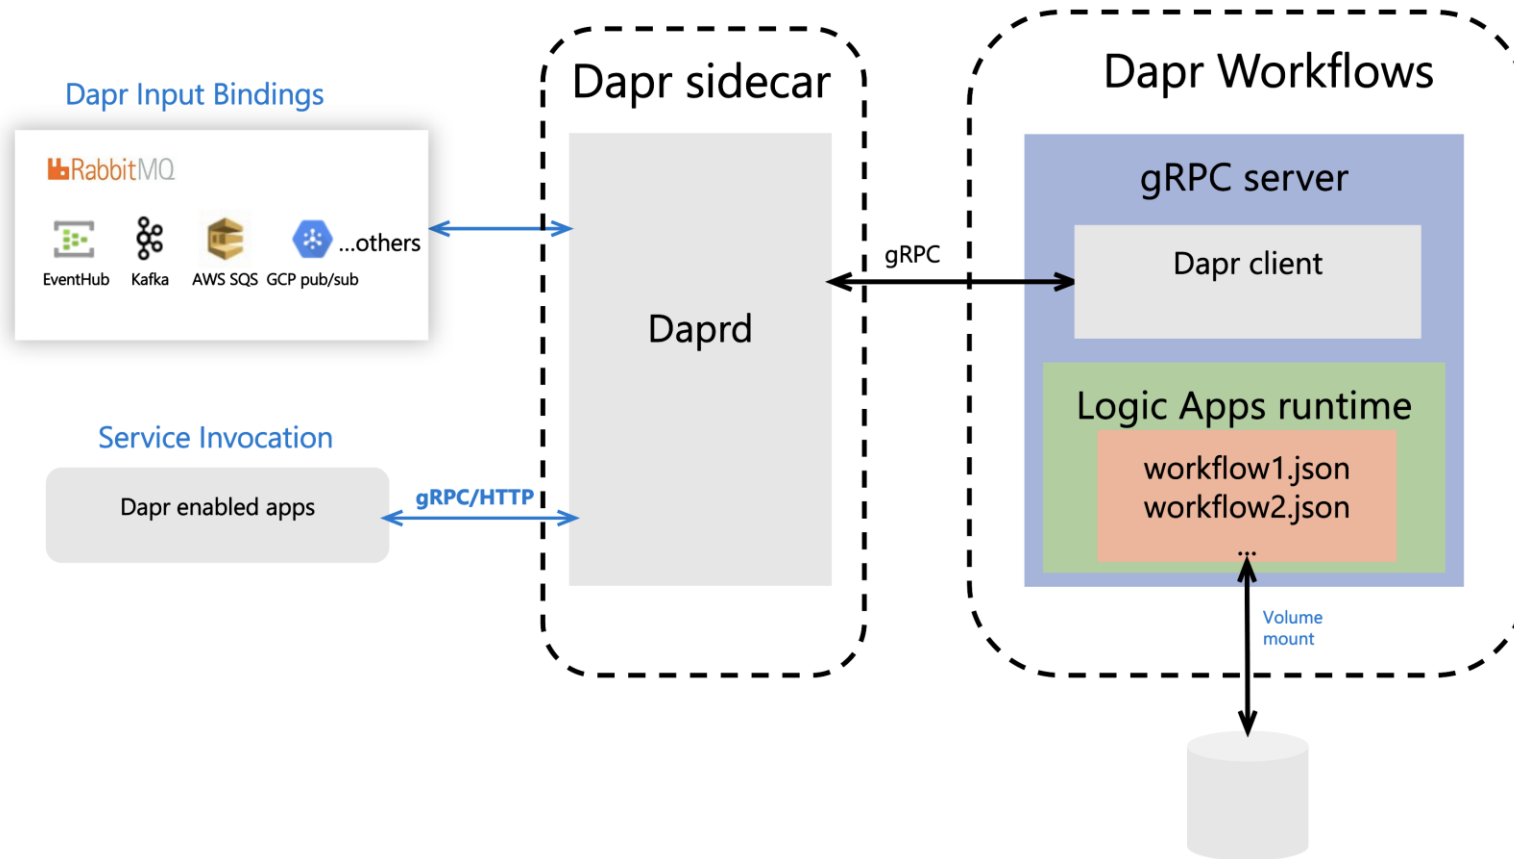 Dapr Input Bindings
RabbitMQ
EventHub
Kafka
AWS SQS
GCP pub/sub
...others
Service Invocation
Dapr enabled apps
gRPC/HTTP
Dapr sidecar
Daprd
gRPC
Dapr Workflows
gRPC server
Dapr client
Logic Apps runtime
workflow1.json
workflow2.json
...
Volume
mount